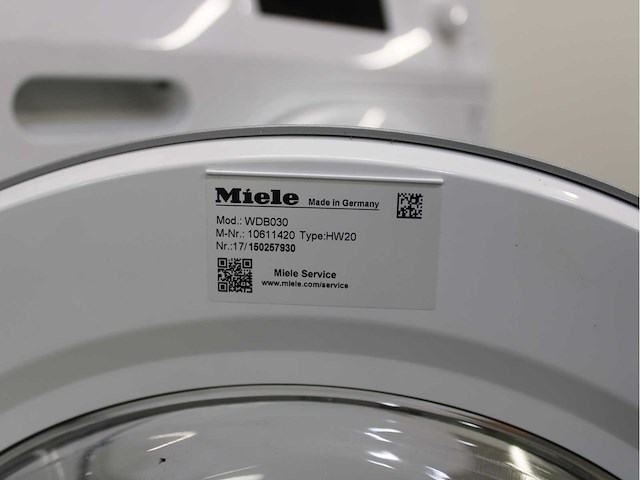 Miele Made in Germany
Mod.: WDB030
M-Nr.: 10611420 Type:HW20
Nr.:17/150257930
Miele Service
www.miele.com/service